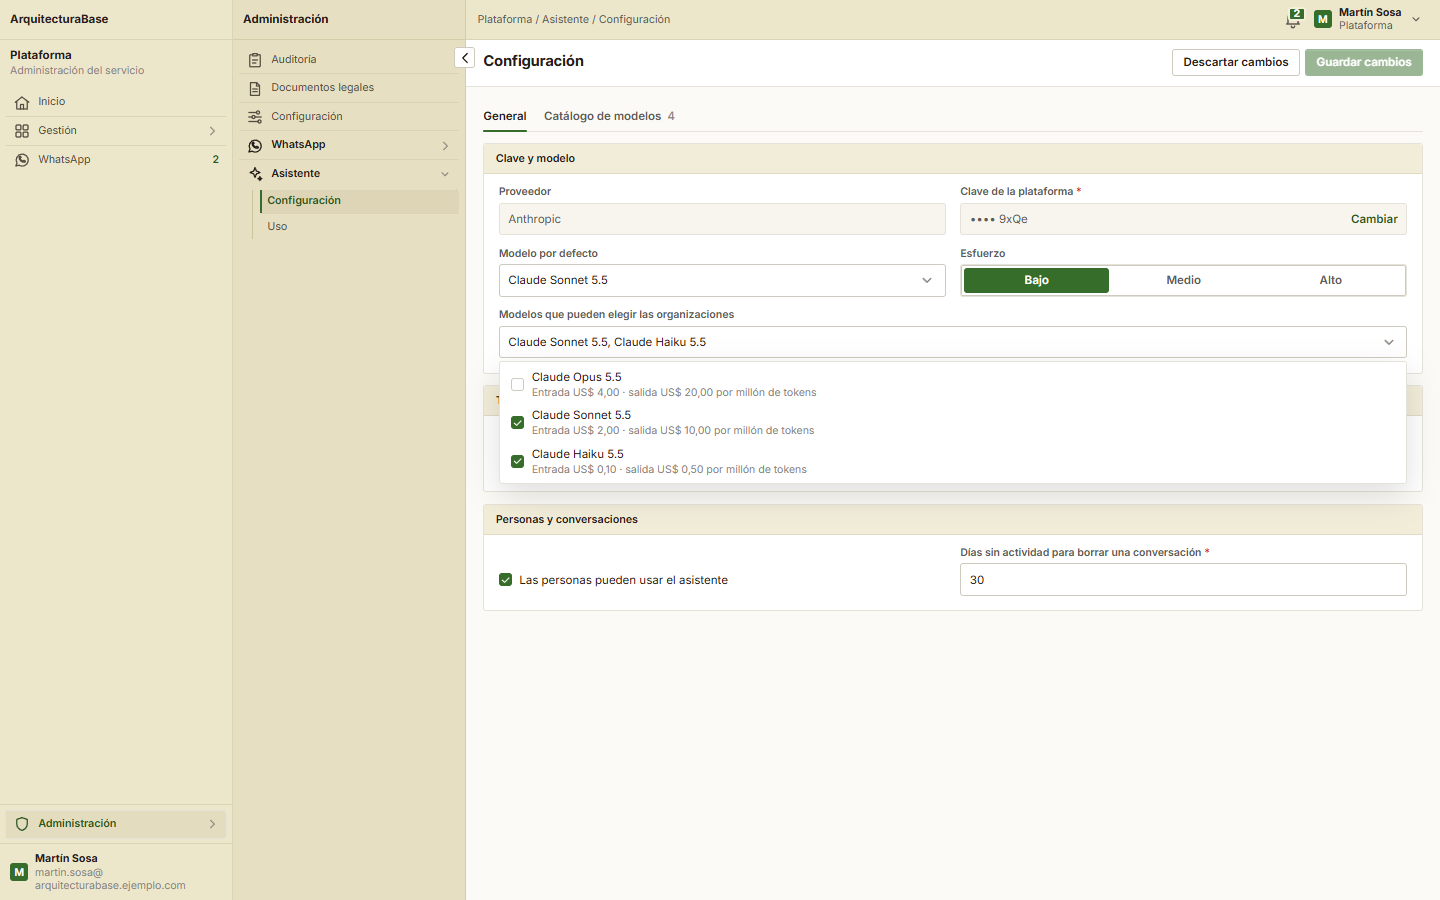 ArquitecturaBase
Plataforma
Administración del servicio
Inicio
Gestión
WhatsApp 2
Administración
Martín Sosa
martin.sosa@
arquitecturabase.ejemplo.com
M
Administración
Auditoría
Documentos legales
Configuración
WhatsApp
Asistente
Configuración
Uso
Plataforma / Asistente / Configuración
2
M
Martín Sosa
Plataforma
Configuración
Descartar cambios
Guardar cambios
General
Catálogo de modelos 4
Clave y modelo
Proveedor
Anthropic
Clave de la plataforma *
•••• 9xQe
Cambiar
Modelo por defecto
Claude Sonnet 5.5
Esfuerzo
Bajo
Medio
Alto
Modelos que pueden elegir las organizaciones
Claude Sonnet 5.5, Claude Haiku 5.5
Claude Opus 5.5
Entrada US$ 4,00 · salida US$ 20,00 por millón de tokens
Claude Sonnet 5.5
Entrada US$ 2,00 · salida US$ 10,00 por millón de tokens
Claude Haiku 5.5
Entrada US$ 0,10 · salida US$ 0,50 por millón de tokens
Personas y conversaciones
Las personas pueden usar el asistente
Días sin actividad para borrar una conversación *
30